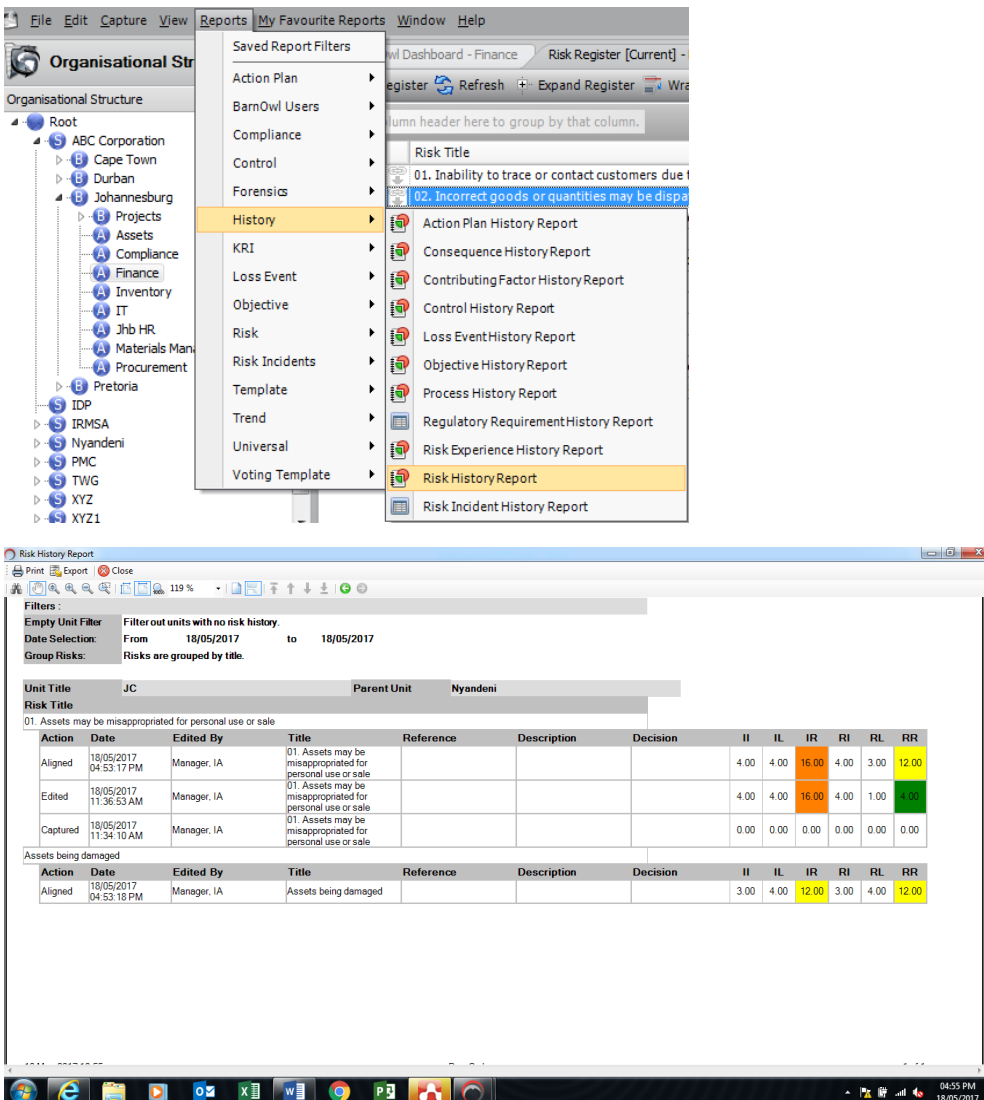 File Edit Capture View Reports My Favourite Reports Window Help
Organisational Str
Organisational Structure
Root
ABC Corporation
Cape Town
Durban
Johannesburg
Projects
Assets
Compliance
Finance
Inventory
IT
Jhb HR
Materials Man
Procurement
Pretoria
IDP
IRMSA
Nyandeni
PMC
TWG
XYZ
XYZ1
Saved Report Filters
Action Plan
BarnOwl Users
Compliance
Control
Forensics
History
KRI
Loss Event
Objective
Risk
Risk Incidents
Template
Trend
Universal
Voting Template
wl Dashboard - Finance Risk Register [Current] -
egister Refresh Expand Register Wra
lumn header here to group by that column.
Risk Title
01. Inability to trace or contact customers due t
02. Incorrect goods or quantities may be dispa
Action Plan History Report
Consequence History Report
Contributing Factor History Report
Control History Report
Loss Event History Report
Objective History Report
Process History Report
Regulatory Requirement History Report
Risk Experience History Report
Risk History Report
Risk Incident History Report
Risk History Report
Print Export Close
119 %
Filters :
Empty Unit Filter Filter out units with no risk history.
Date Selection: From 18/05/2017 to 18/05/2017
Group Risks: Risks are grouped by title.
Unit Title JC Parent Unit Nyandeni
Risk Title
01. Assets may be misappropriated for personal use or sale
Action Date Edited By Title Reference Description Decision II IL IR RI RL RR
Aligned 18/05/2017 04:53:17 PM Manager, IA 01. Assets may be misappropriated for personal use or sale 4.00 4.00 16.00 4.00 3.00 12.00
Edited 18/05/2017 11:36:53 AM Manager, IA 01. Assets may be misappropriated for personal use or sale 4.00 4.00 16.00 4.00 1.00 4.00
Captured 18/05/2017 11:34:10 AM Manager, IA 01. Assets may be misappropriated for personal use or sale 0.00 0.00 0.00 0.00 0.00 0.00
Assets being damaged
Action Date Edited By Title Reference Description Decision II IL IR RI RL RR
Aligned 18/05/2017 04:53:18 PM Manager, IA Assets being damaged 3.00 4.00 12.00 3.00 4.00 12.00
04:55 PM
18/05/2017